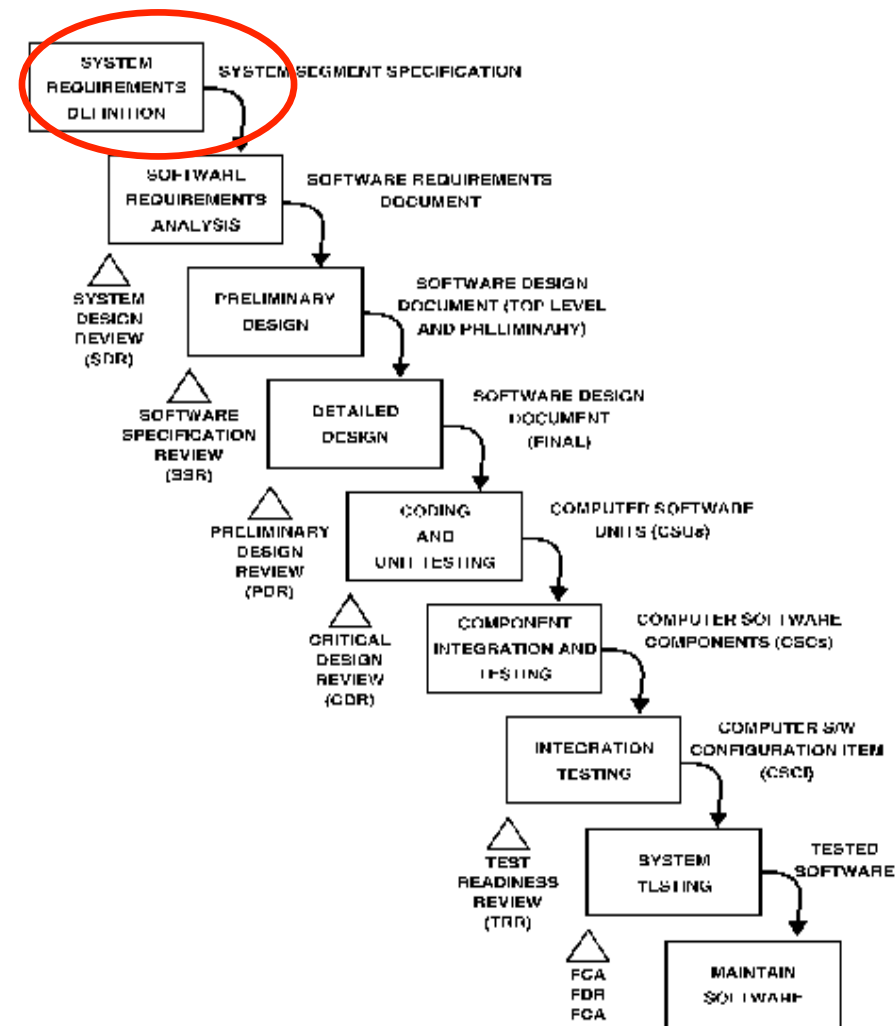 SYSTEM
REQUIREMENTS
DEFINITION
SYSTEM SEGMENT SPECIFICATION
SOFTWARE
REQUIREMENTS
ANALYSIS
SOFTWARE REQUIREMENTS
DOCUMENT
SYSTEM
DESIGN
REVIEW
(SDR)
PRELIMINARY
DESIGN
SOFTWARE DESIGN
DOCUMENT (TOP LEVEL
AND PRELIMINARY)
SOFTWARE
SPECIFICATION
REVIEW
(SSR)
DETAILED
DESIGN
SOFTWARE DESIGN
DOCUMENT
(FINAL)
PRELIMINARY
DESIGN
REVIEW
(PDR)
CODING
AND
UNIT TESTING
COMPUTED SOFTWARE
UNITS (CSUs)
CRITICAL
DESIGN
REVIEW
(CDR)
COMPONENT
INTEGRATION AND
TESTING
COMPUTER SOFTWARE
COMPONENTS (CSCs)
INTEGRATION
TESTING
COMPUTER S/W
CONFIGURATION ITEM
(CSCI)
TEST
READINESS
REVIEW
(TRR)
SYSTEM
TESTING
TESTED
SOFTWARE
FCA
FDR
FCA
MAINTAIN
SOFTWARE